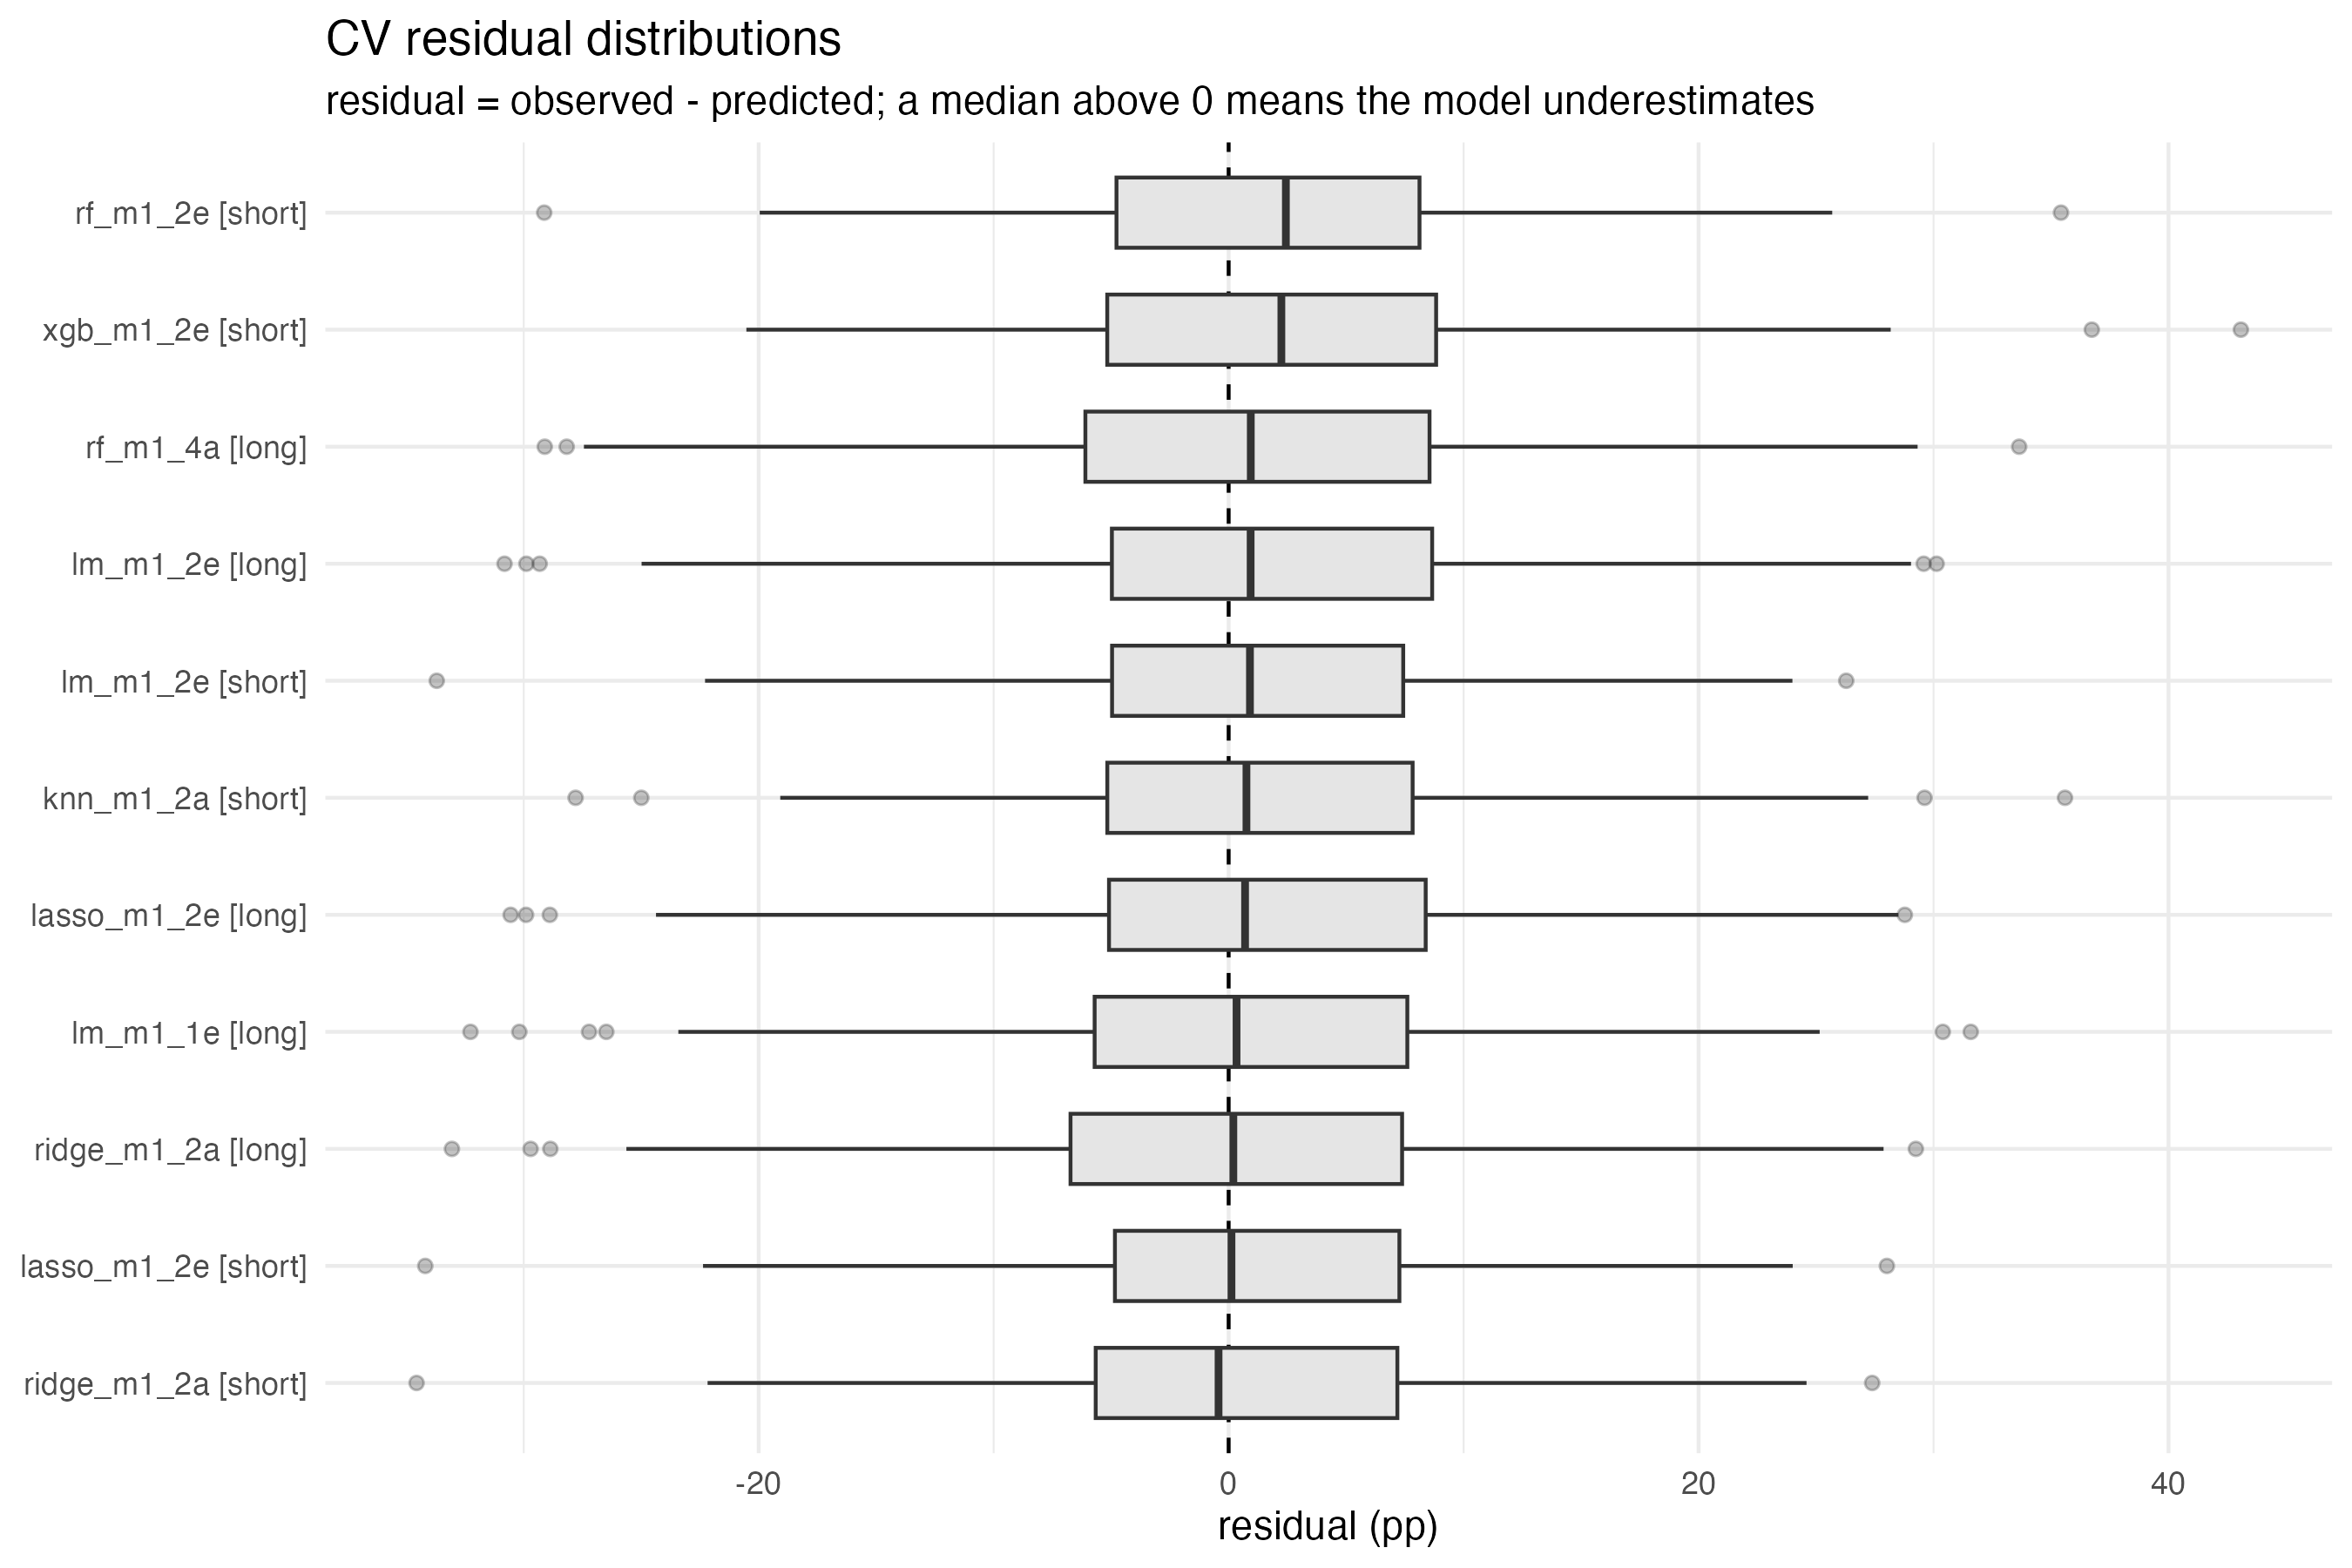 CV residual distributions
residual = observed - predicted; a median above 0 means the model underestimates
rf_m1_2e [short]
xgb_m1_2e [short]
rf_m1_4a [long]
lm_m1_2e [long]
lm_m1_2e [short]
knn_m1_2a [short]
lasso_m1_2e [long]
lm_m1_1e [long]
ridge_m1_2a [long]
lasso_m1_2e [short]
ridge_m1_2a [short]
-20 0 20 40
residual (pp)